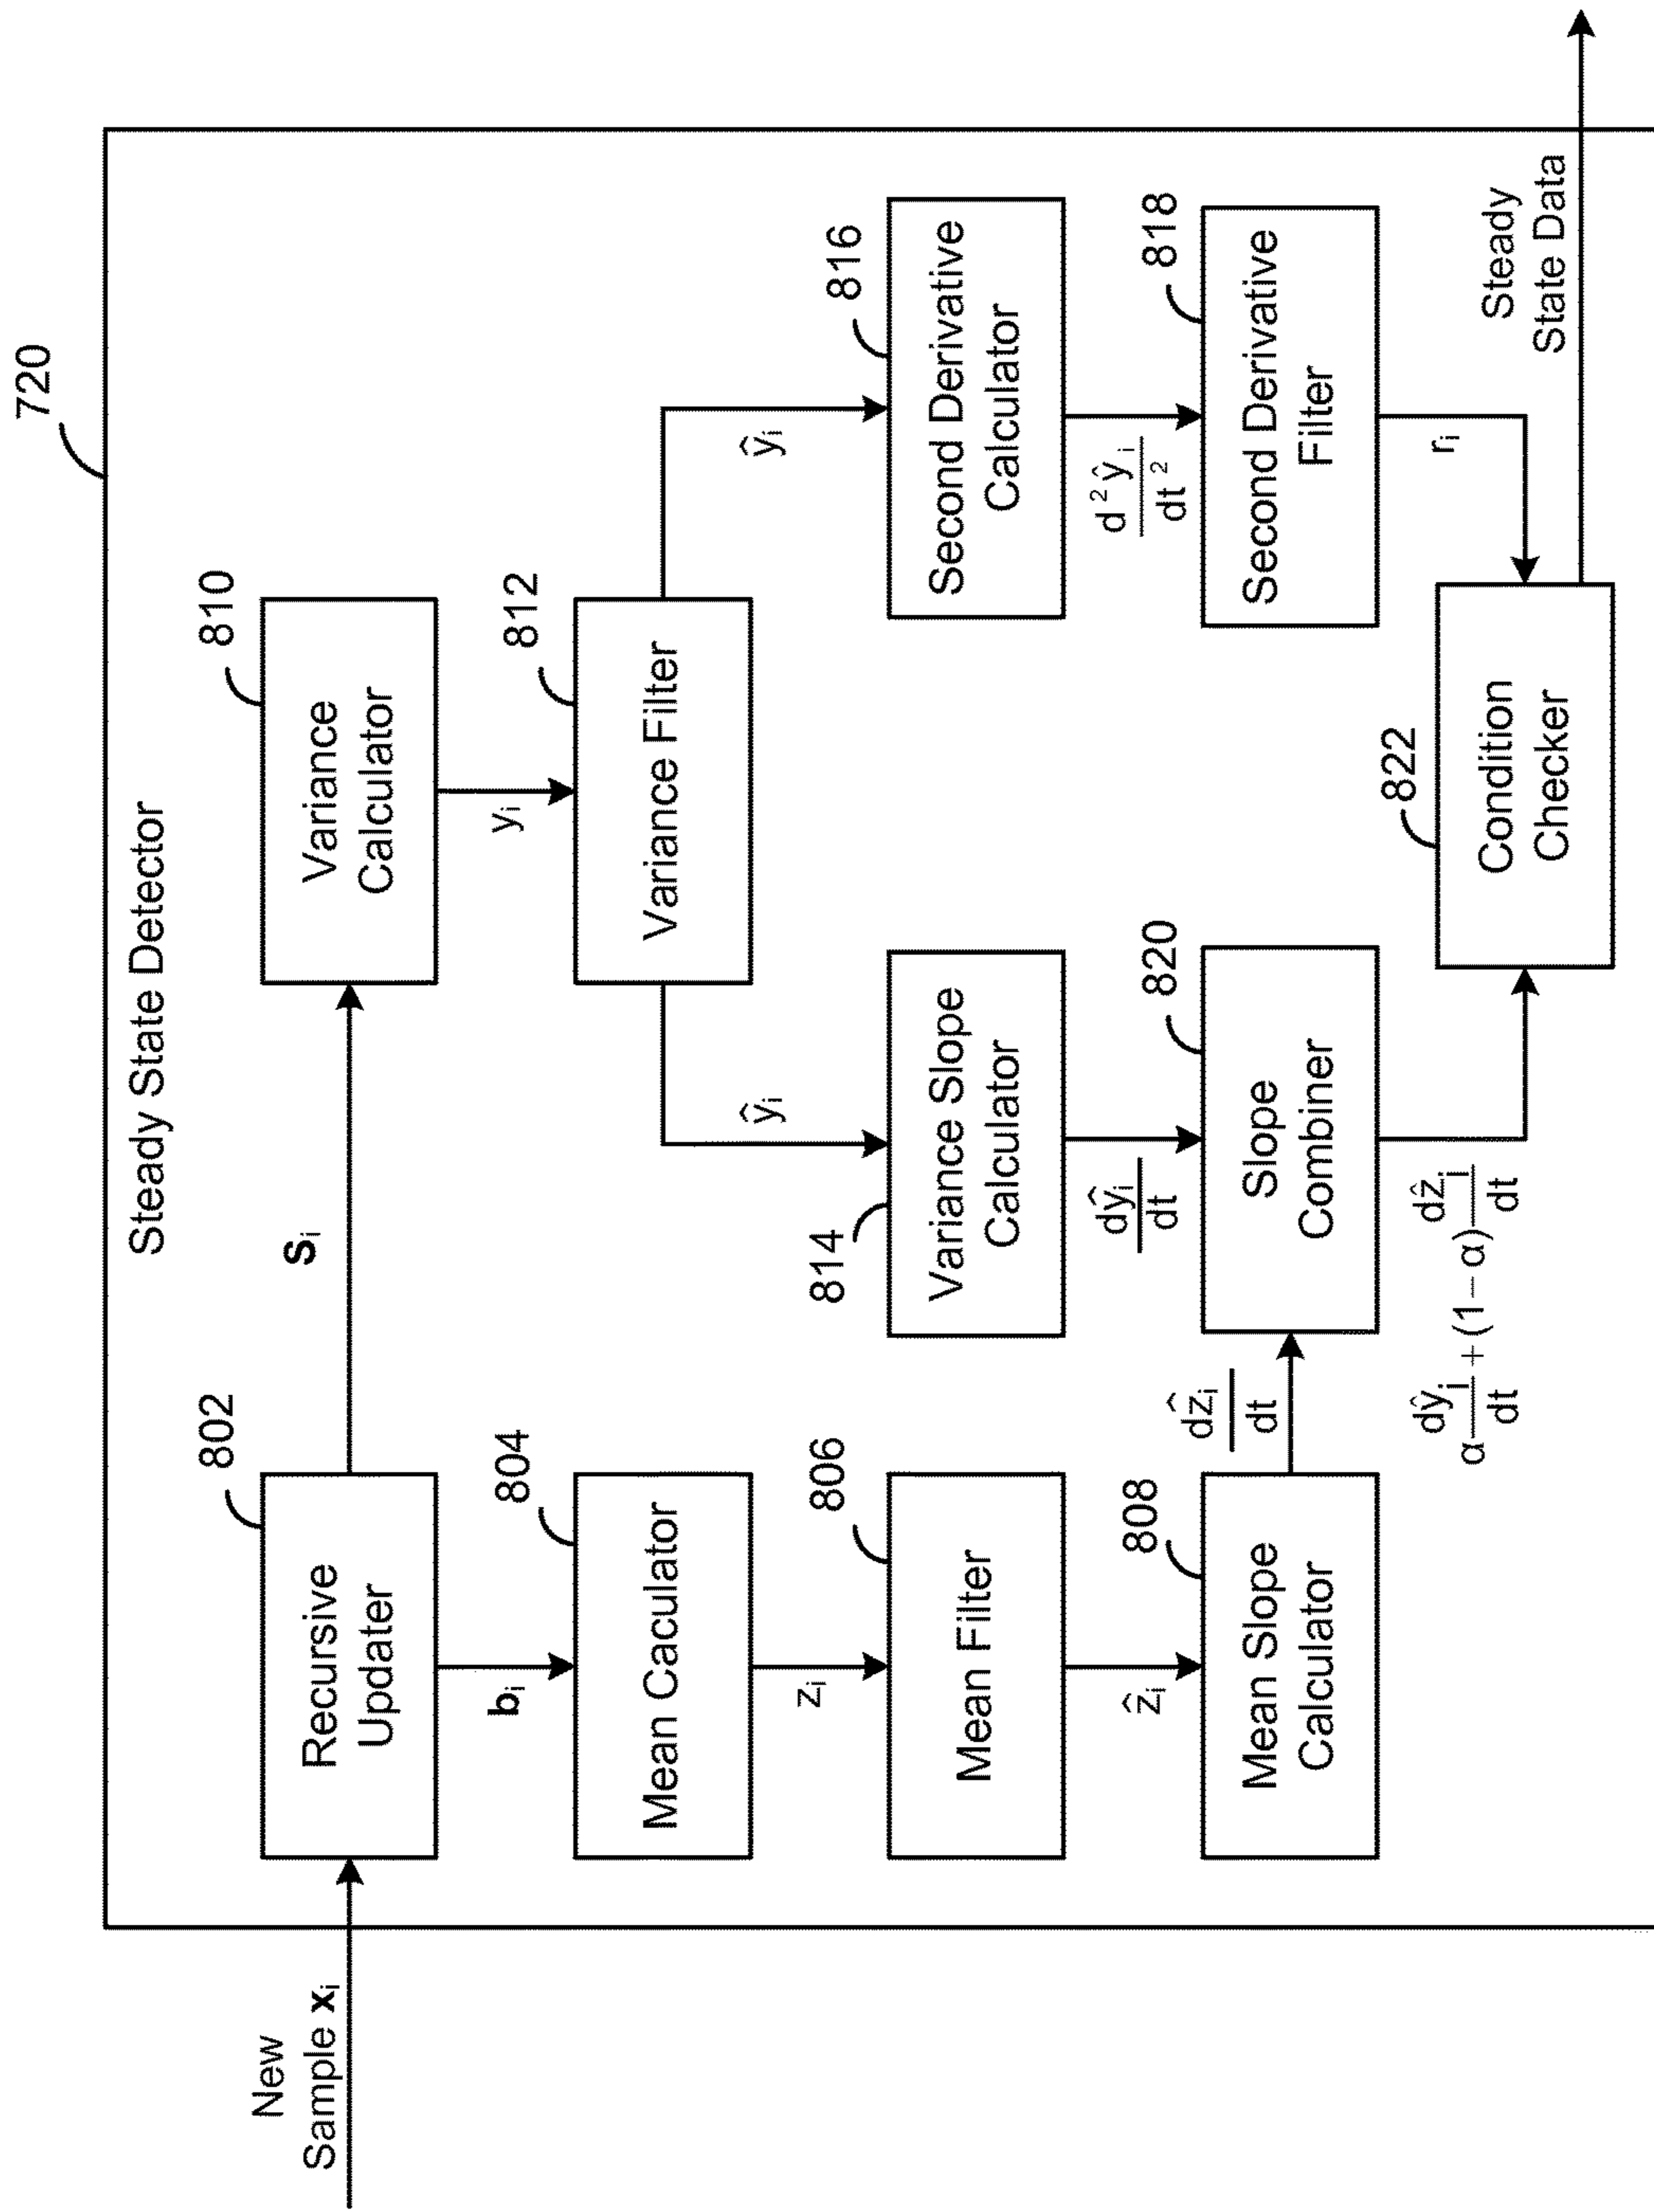 720
Steady State Detector
New
Sample xᵢ
802
Recursive
Updater
Sᵢ
810
Variance
Calculator
bᵢ
yᵢ
804
Mean Caculator
812
Variance Filter
zᵢ
ŷᵢ
ŷᵢ
806
Mean Filter
814
Variance Slope
Calculator
816
Second Derivative
Calculator
ẑᵢ
dŷᵢ
dt
d² ŷ ᵢ
dt ²
808
Mean Slope
Calculator
dẑᵢ
dt
820
Slope
Combiner
818
Second Derivative
Filter
α dŷᵢ/dt + (1 − α) dẑᵢ/dt
rᵢ
822
Condition
Checker
Steady
State Data